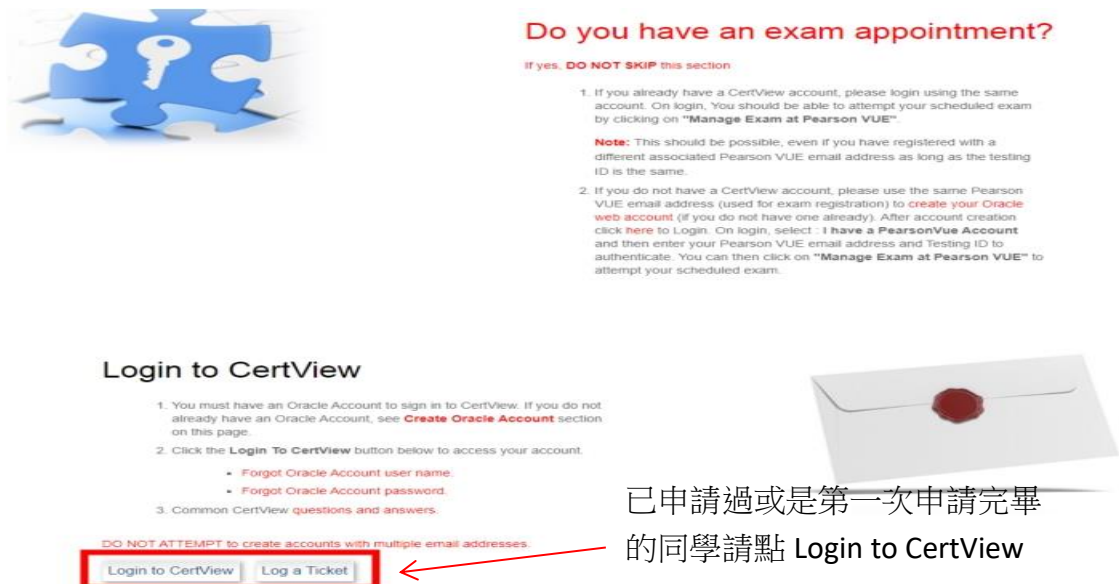 Do you have an exam appointment?
If yes, DO NOT SKIP this section
1. If you already have a CertView account, please login using the same
account. On login, You should be able to attempt your scheduled exam
by clicking on "Manage Exam at Pearson VUE".
Note: This should be possible, even if you have registered with a
different associated Pearson VUE email address as long as the testing
ID is the same.
2. If you do not have a CertView account, please use the same Pearson
VUE email address (used for exam registration) to create your Oracle
web account (if you do not have one already). After account creation
click here to Login. On login, select : I have a PearsonVue Account
and then enter your Pearson VUE email address and Testing ID to
authenticate. You can then click on "Manage Exam at Pearson VUE" to
attempt your scheduled exam.
Login to CertView
1. You must have an Oracle Account to sign in to CertView. If you do not
already have an Oracle Account, see Create Oracle Account section
on this page.
2. Click the Login To CertView button below to access your account.
Forgot Oracle Account user name.
Forgot Oracle Account password.
3. Common CertView questions and answers.
DO NOT ATTEMPT to create accounts with multiple email addresses.
Login to CertView Log a Ticket
已申請過或是第一次申請完畢
的同學請點 Login to CertView